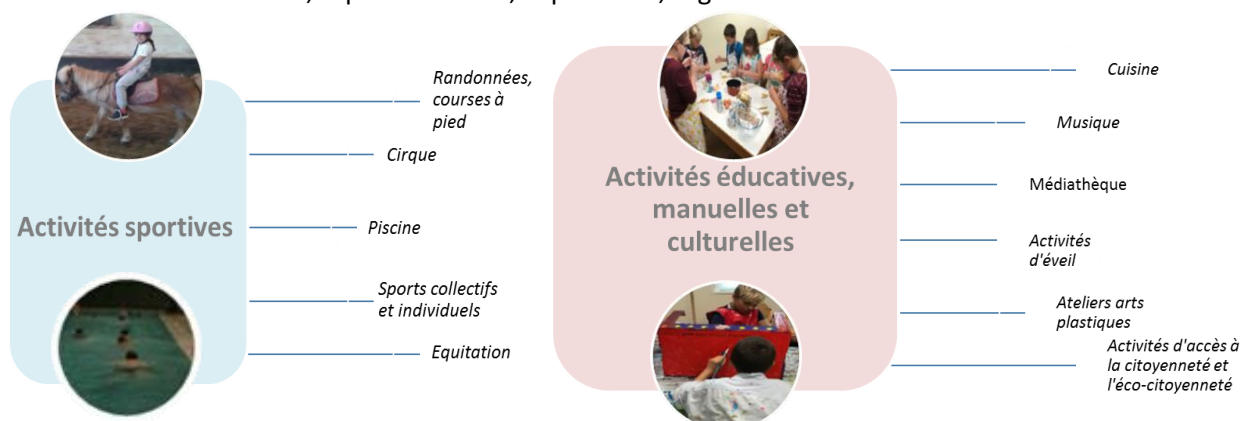 Randonnées,
courses à
pied
Cirque
Activités sportives
Piscine
Sports collectifs
et individuels
Equitation
Activités éducatives,
manuelles et
culturelles
Cuisine
Musique
Médiathèque
Activités
d'éveil
Ateliers arts
plastiques
Activités d'accès à
la citoyenneté et
l'éco-citoyenneté